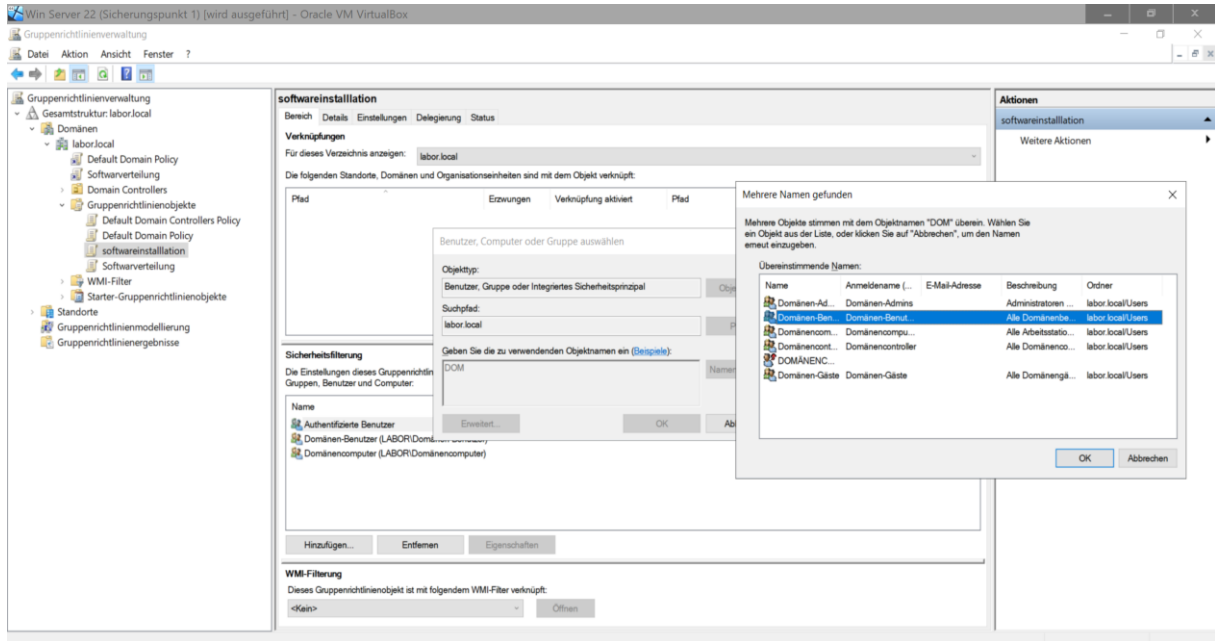 Win Server 22 (Sicherungspunkt 1) [wird ausgeführt] - Oracle VM VirtualBox
Gruppenrichtlinienverwaltung
Datei Aktion Ansicht Fenster ?
Gruppenrichtlinienverwaltung
Gesamtstruktur: labor.local
Domänen
labor.local
Default Domain Policy
Softwarverteilung
Domain Controllers
Gruppenrichtlinienobjekte
Default Domain Controllers Policy
Default Domain Policy
softwareinstalllation
Softwarverteilung
WMI-Filter
Starter-Gruppenrichtlinienobjekte
Standorte
Gruppenrichtlinienmodellierung
Gruppenrichtlinienergebnisse
softwareinstalllation
Bereich Details Einstellungen Delegierung Status
Verknüpfungen
Für dieses Verzeichnis anzeigen: labor.local
Die folgenden Standorte, Domänen und Organisationseinheiten sind mit dem Objekt verknüpft:
Pfad Erzwungen Verknüpfung aktiviert Pfad
Sicherheitsfilterung
Die Einstellungen dieses Gruppenrichtlin
Gruppen, Benutzer und Computer:
Name
Authentifizierte Benutzer
Domänen-Benutzer (LABOR\Domänen-Benutzer)
Domänencomputer (LABOR\Domänencomputer)
Hinzufügen... Entfernen Eigenschaften
WMI-Filterung
Dieses Gruppenrichtlinienobjekt ist mit folgendem WMI-Filter verknüpft:
<Kein> Öffnen
Benutzer, Computer oder Gruppe auswählen
Objekttyp:
Benutzer, Gruppe oder Integriertes Sicherheitsprinzipal Obje
Suchpfad:
labor.local P
Geben Sie die zu verwendenden Objektnamen ein (Beispiele):
DOM Namen
Erweitert... OK Ab
Mehrere Namen gefunden
Mehrere Objekte stimmen mit dem Objektnamen "DOM" überein. Wählen Sie
ein Objekt aus der Liste, oder klicken Sie auf "Abbrechen", um den Namen
erneut einzugeben.
Übereinstimmende Namen:
Name Anmeldename (... E-Mail-Adresse Beschreibung Ordner
Domänen-Ad... Domänen-Admins Administratoren ... labor.local/Users
Domänen-Ben... Domänen-Benut... Alle Domänenbe... labor.local/Users
Domänencom... Domänencompu... Alle Arbeitsstatio... labor.local/Users
Domänencont... Domänencontroller Alle Domänenco... labor.local/Users
DOMÄNENC...
Domänen-Gäste Domänen-Gäste Alle Domänengä... labor.local/Users
OK Abbrechen
Aktionen
softwareinstalllation
Weitere Aktionen